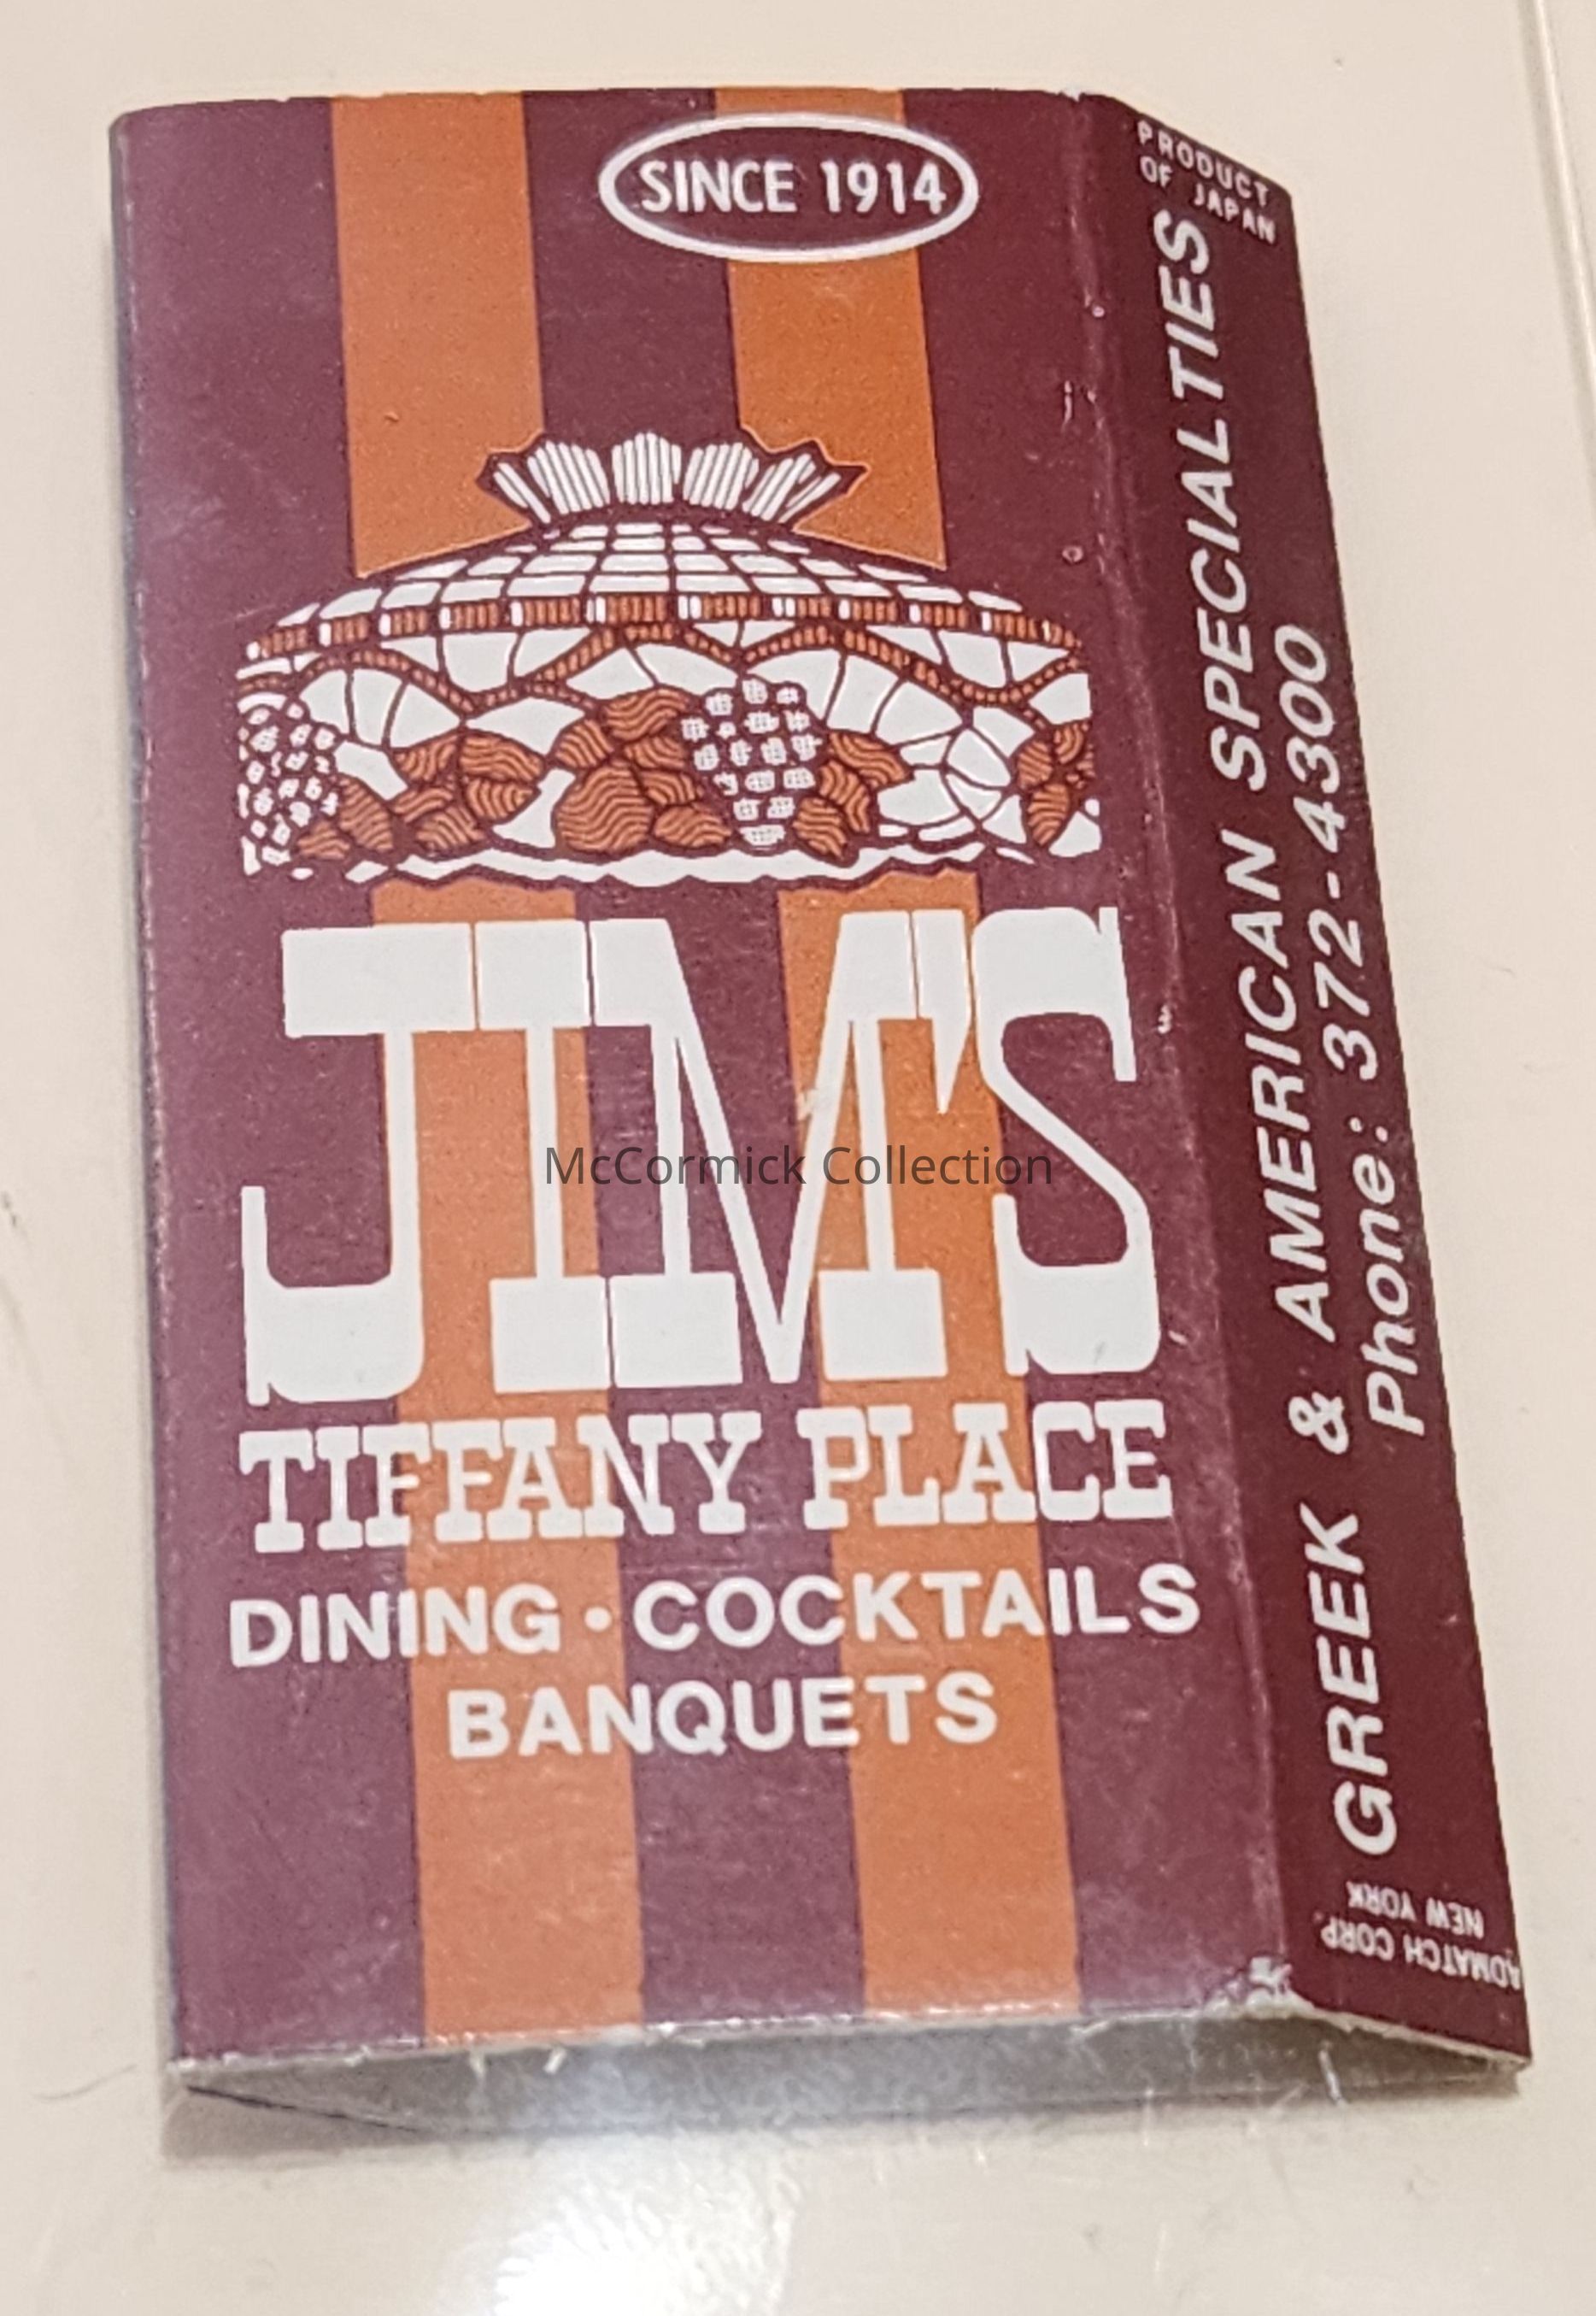 SINCE 1914
JIM'S
TIFFANY PLACE
DINING • COCKTAILS
BANQUETS
PRODUCT
OF JAPAN
GREEK & AMERICAN SPECIALTIES
Phone: 372-4300
ADMATCH CORP.
NEW YORK
McCormick Collection